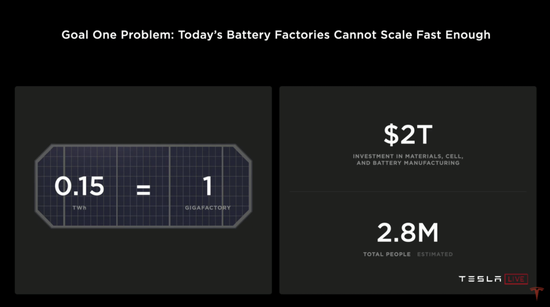 Goal One Problem: Today's Battery Factories Cannot Scale Fast Enough
0.15 = 1
TWh GIGAFACTORY
$2T
INVESTMENT IN MATERIALS, CELL,
AND BATTERY MANUFACTURING
2.8M
TOTAL PEOPLE ESTIMATED
TESLA LIVE